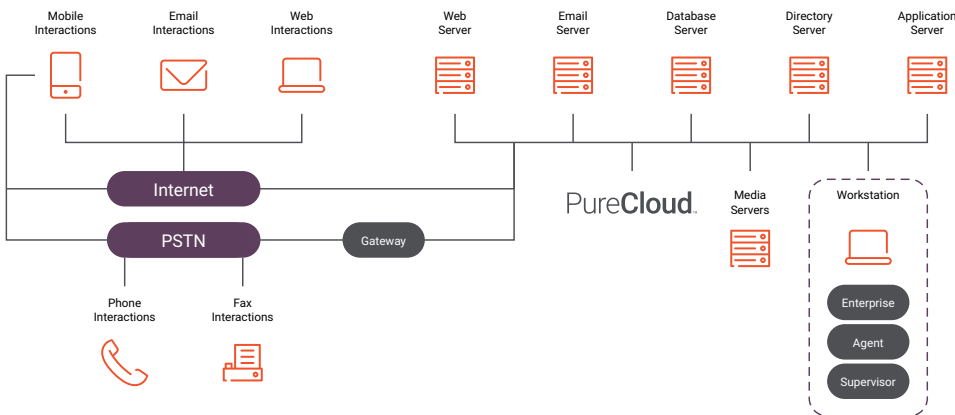 Mobile
Interactions
Email
Interactions
Web
Interactions
Web
Server
Email
Server
Database
Server
Directory
Server
Application
Server
Internet
PureCloud™
Media
Servers
Workstation
PSTN
Gateway
Phone
Interactions
Fax
Interactions
Enterprise
Agent
Supervisor